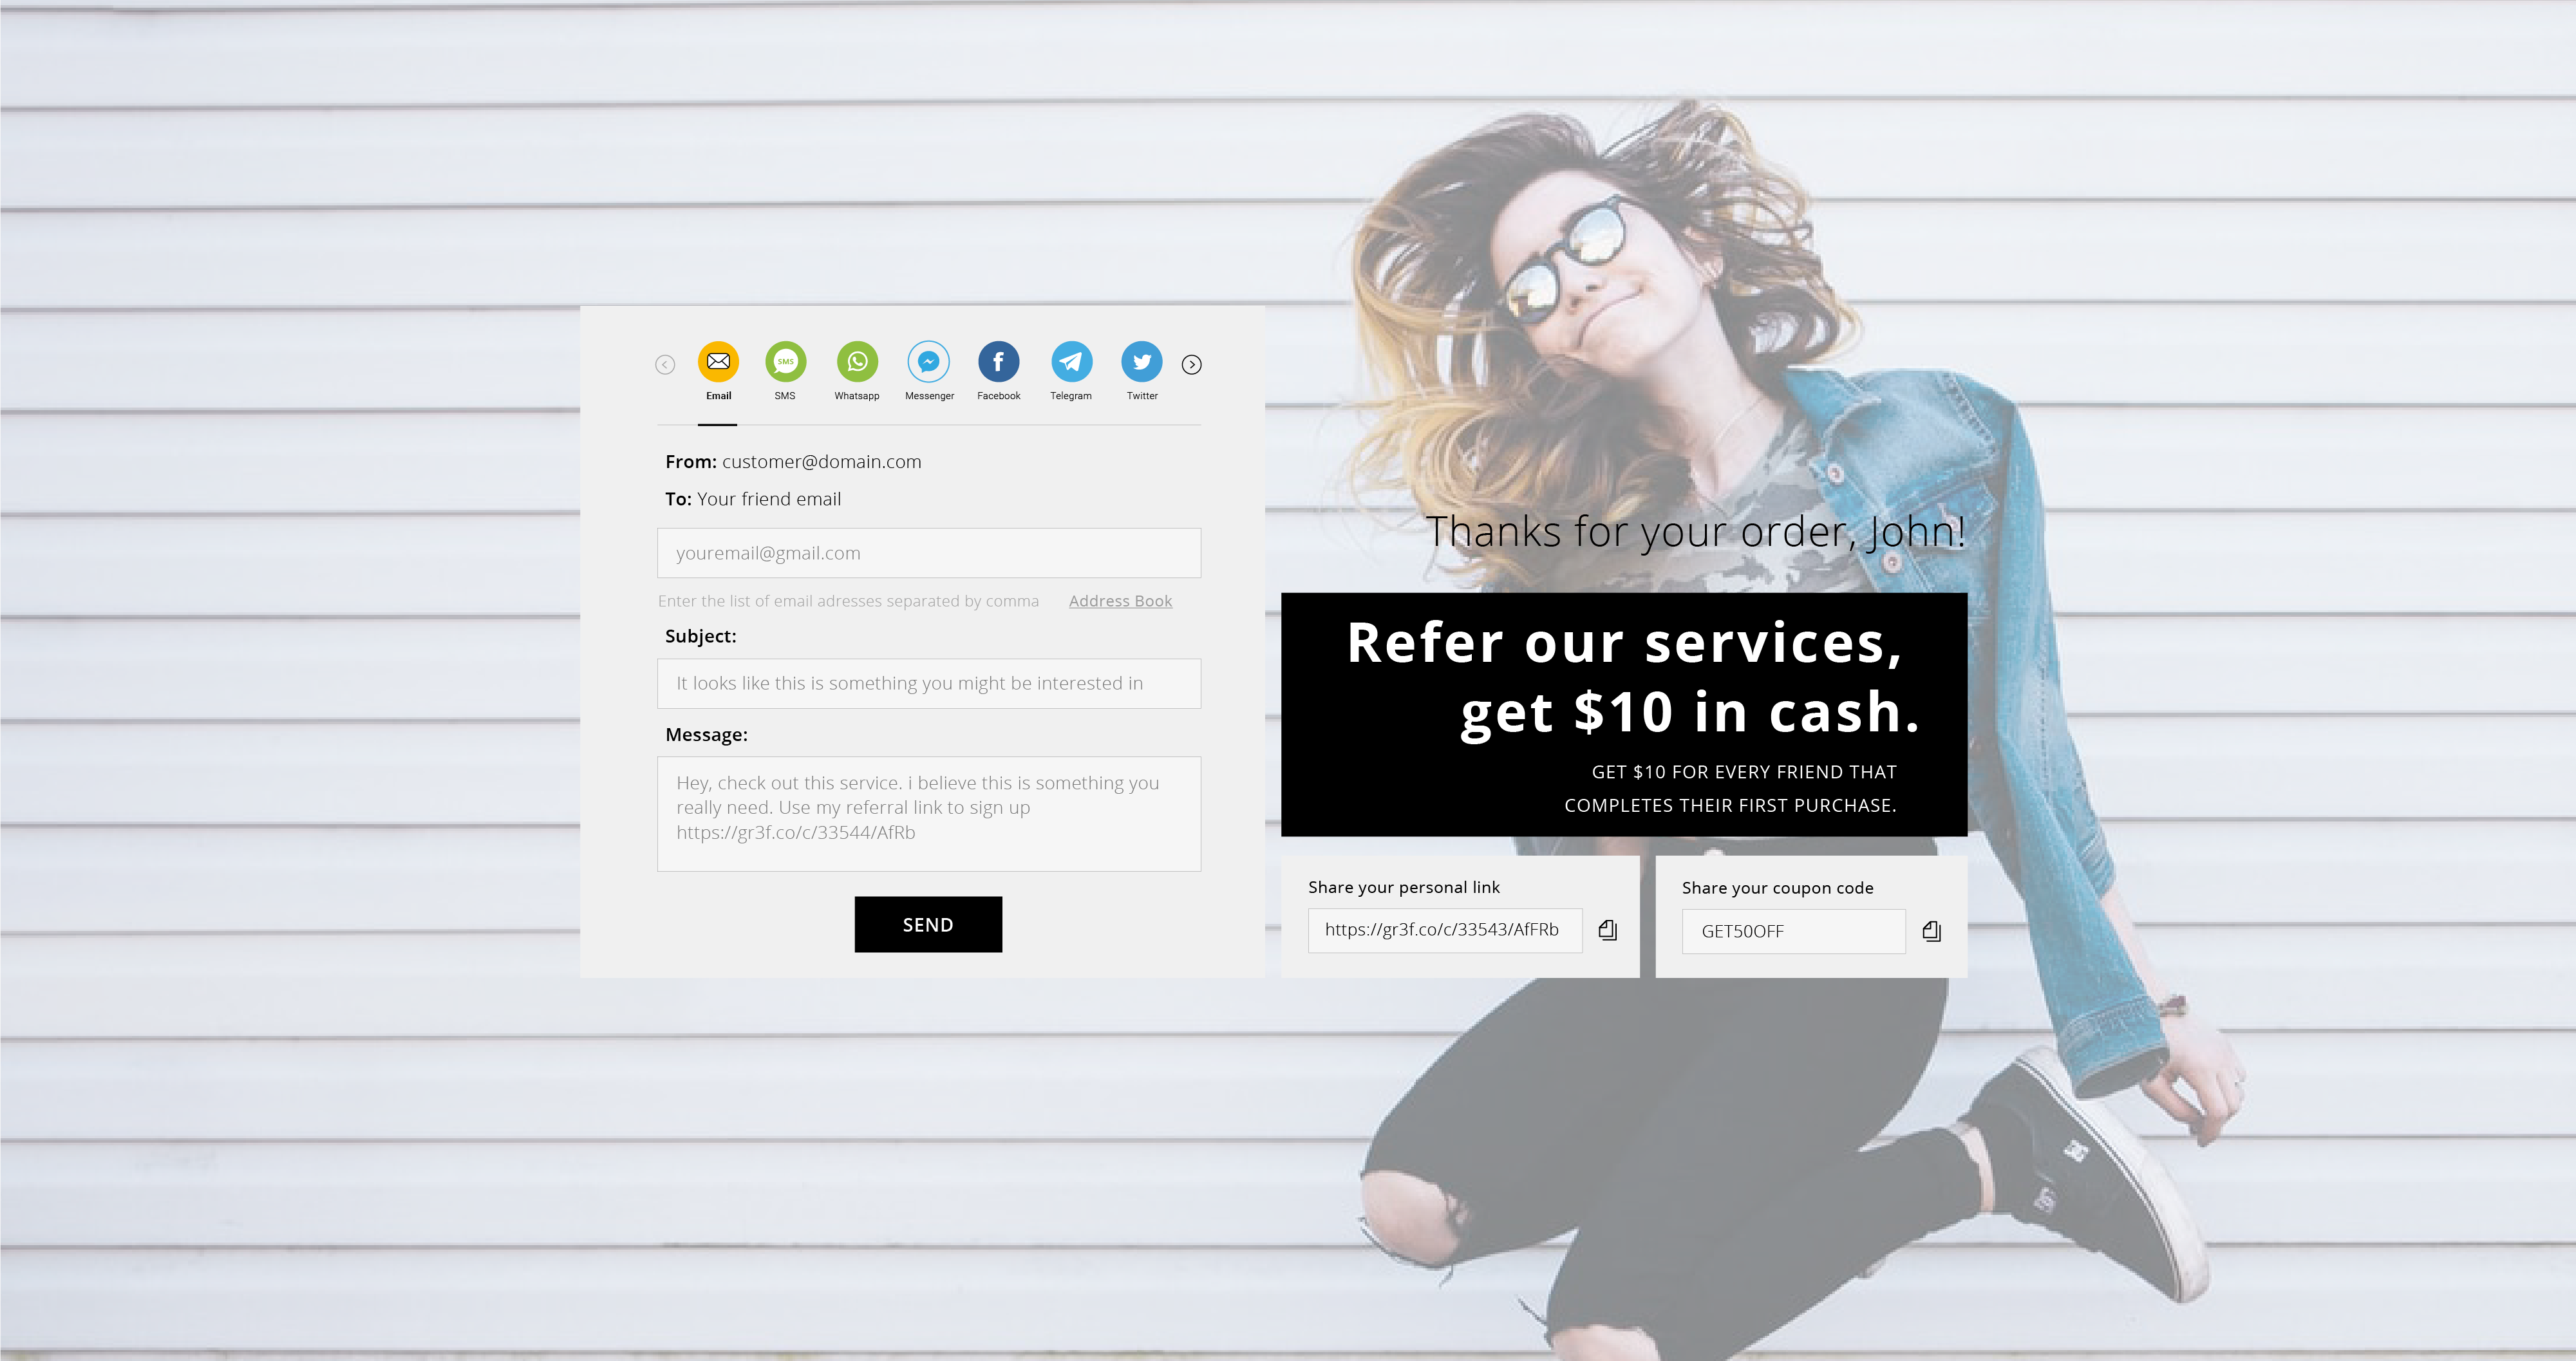 SMS
Email
SMS
Whatsapp
Messenger
Facebook
Telegram
Twitter
From: customer@domain.com
To: Your friend email
youremail@gmail.com
Enter the list of email adresses separated by comma
Address Book
Subject:
It looks like this is something you might be interested in
Message:
Hey, check out this service. i believe this is something you
really need. Use my referral link to sign up
https://gr3f.co/c/33544/AfRb
SEND
Thanks for your order, John!
Refer our services,
get $10 in cash.
GET $10 FOR EVERY FRIEND THAT
COMPLETES THEIR FIRST PURCHASE.
Share your personal link
https://gr3f.co/c/33543/AfFRb
Share your coupon code
GET50OFF